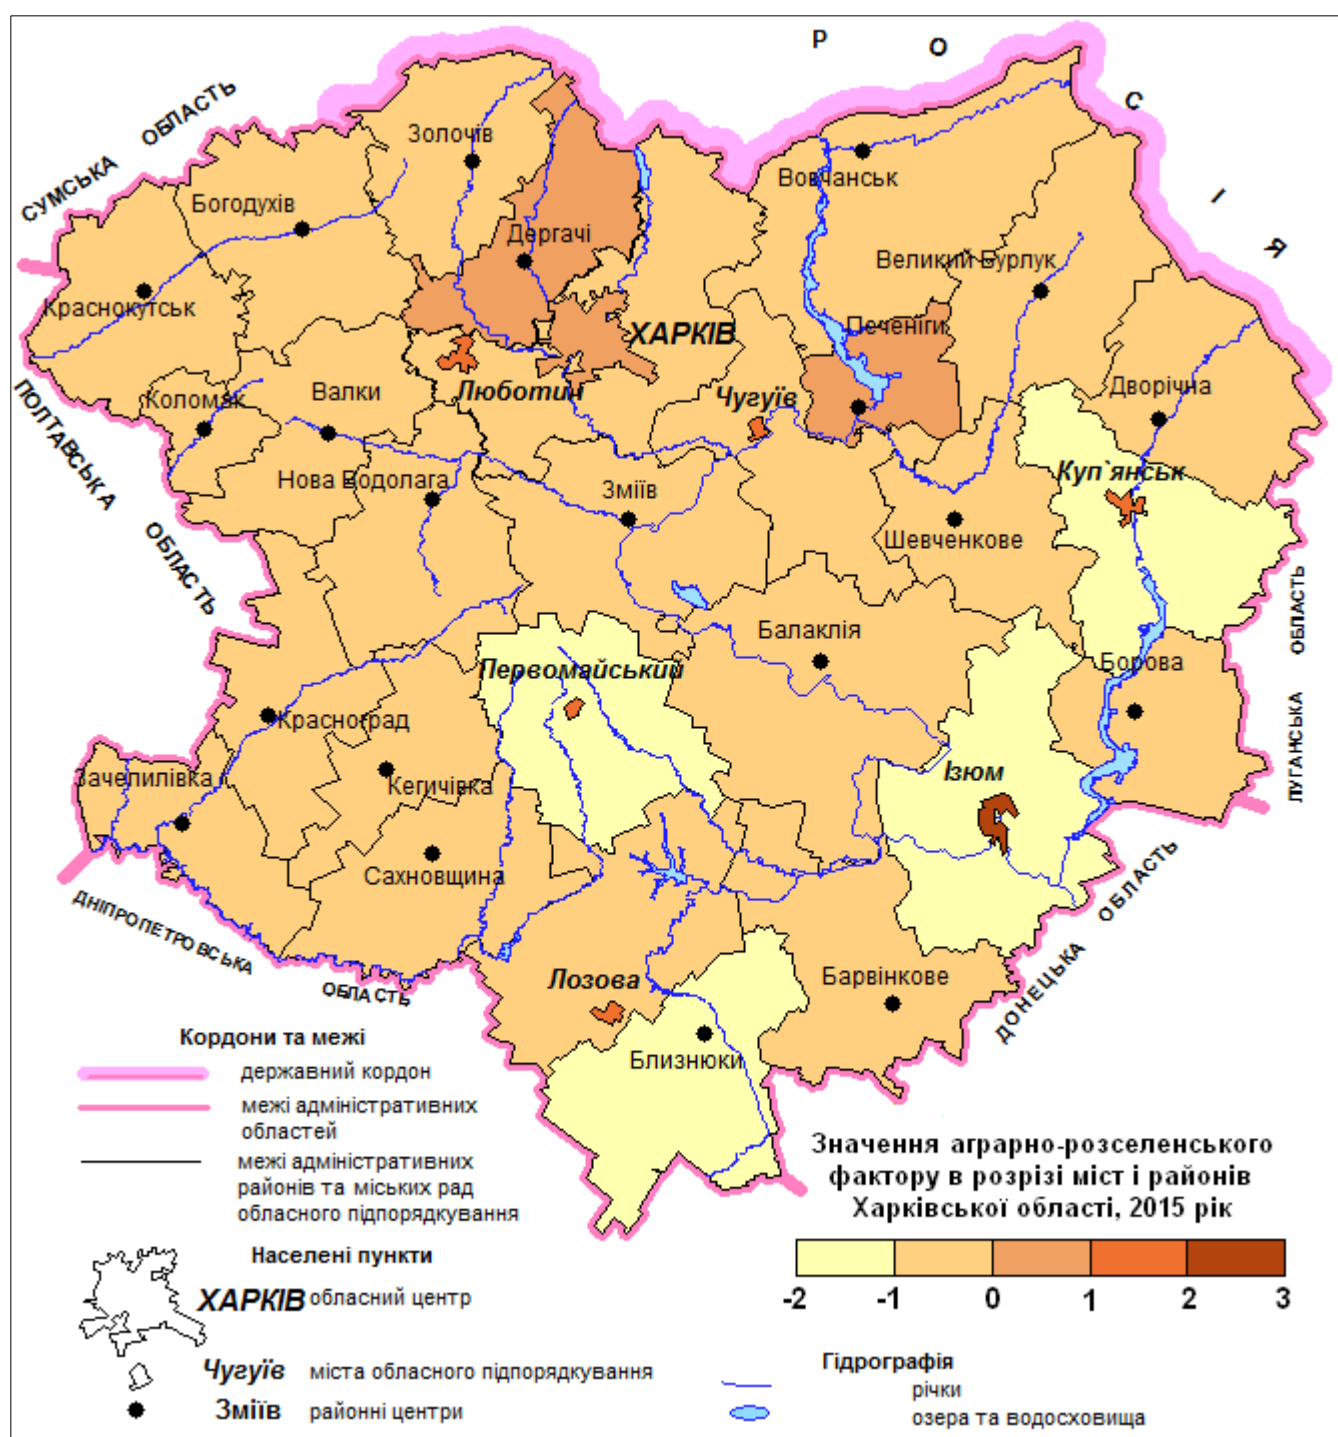 РОСІЯ
СУМСЬКА ОБЛАСТЬ
Золочів
Богодухів
Вовчанськ
Дергачі
Великий Бурлук
Краснокутськ
ХАРКІВ
Печеніги
Люботин
Чугуїв
Дворічна
Коломак
Валки
ПОЛТАВСЬКА ОБЛАСТЬ
Куп`янськ
Нова Водолага
Зміїв
Шевченкове
Балаклія
Борова
Первомайський
ЛУГАНСЬКА ОБЛАСТЬ
Красноград
Зачепилівка
Кегичівка
Ізюм
Сахновщина
ДНІПРОПЕТРОВСЬКА ОБЛАСТЬ
Лозова
Барвінкове
ДОНЕЦЬКА ОБЛАСТЬ
Близнюки
Кордони та межі
державний кордон
межі адміністративних
областей
межі адміністративних
районів та міських рад
обласного підпорядкування
Населені пункти
ХАРКІВ обласний центр
Чугуїв міста обласного підпорядкування
Зміїв районні центри
Значення аграрно-розселенського
фактору в розрізі міст і районів
Харківської області, 2015 рік
-2 -1 0 1 2 3
Гідрографія
річки
озера та водосховища